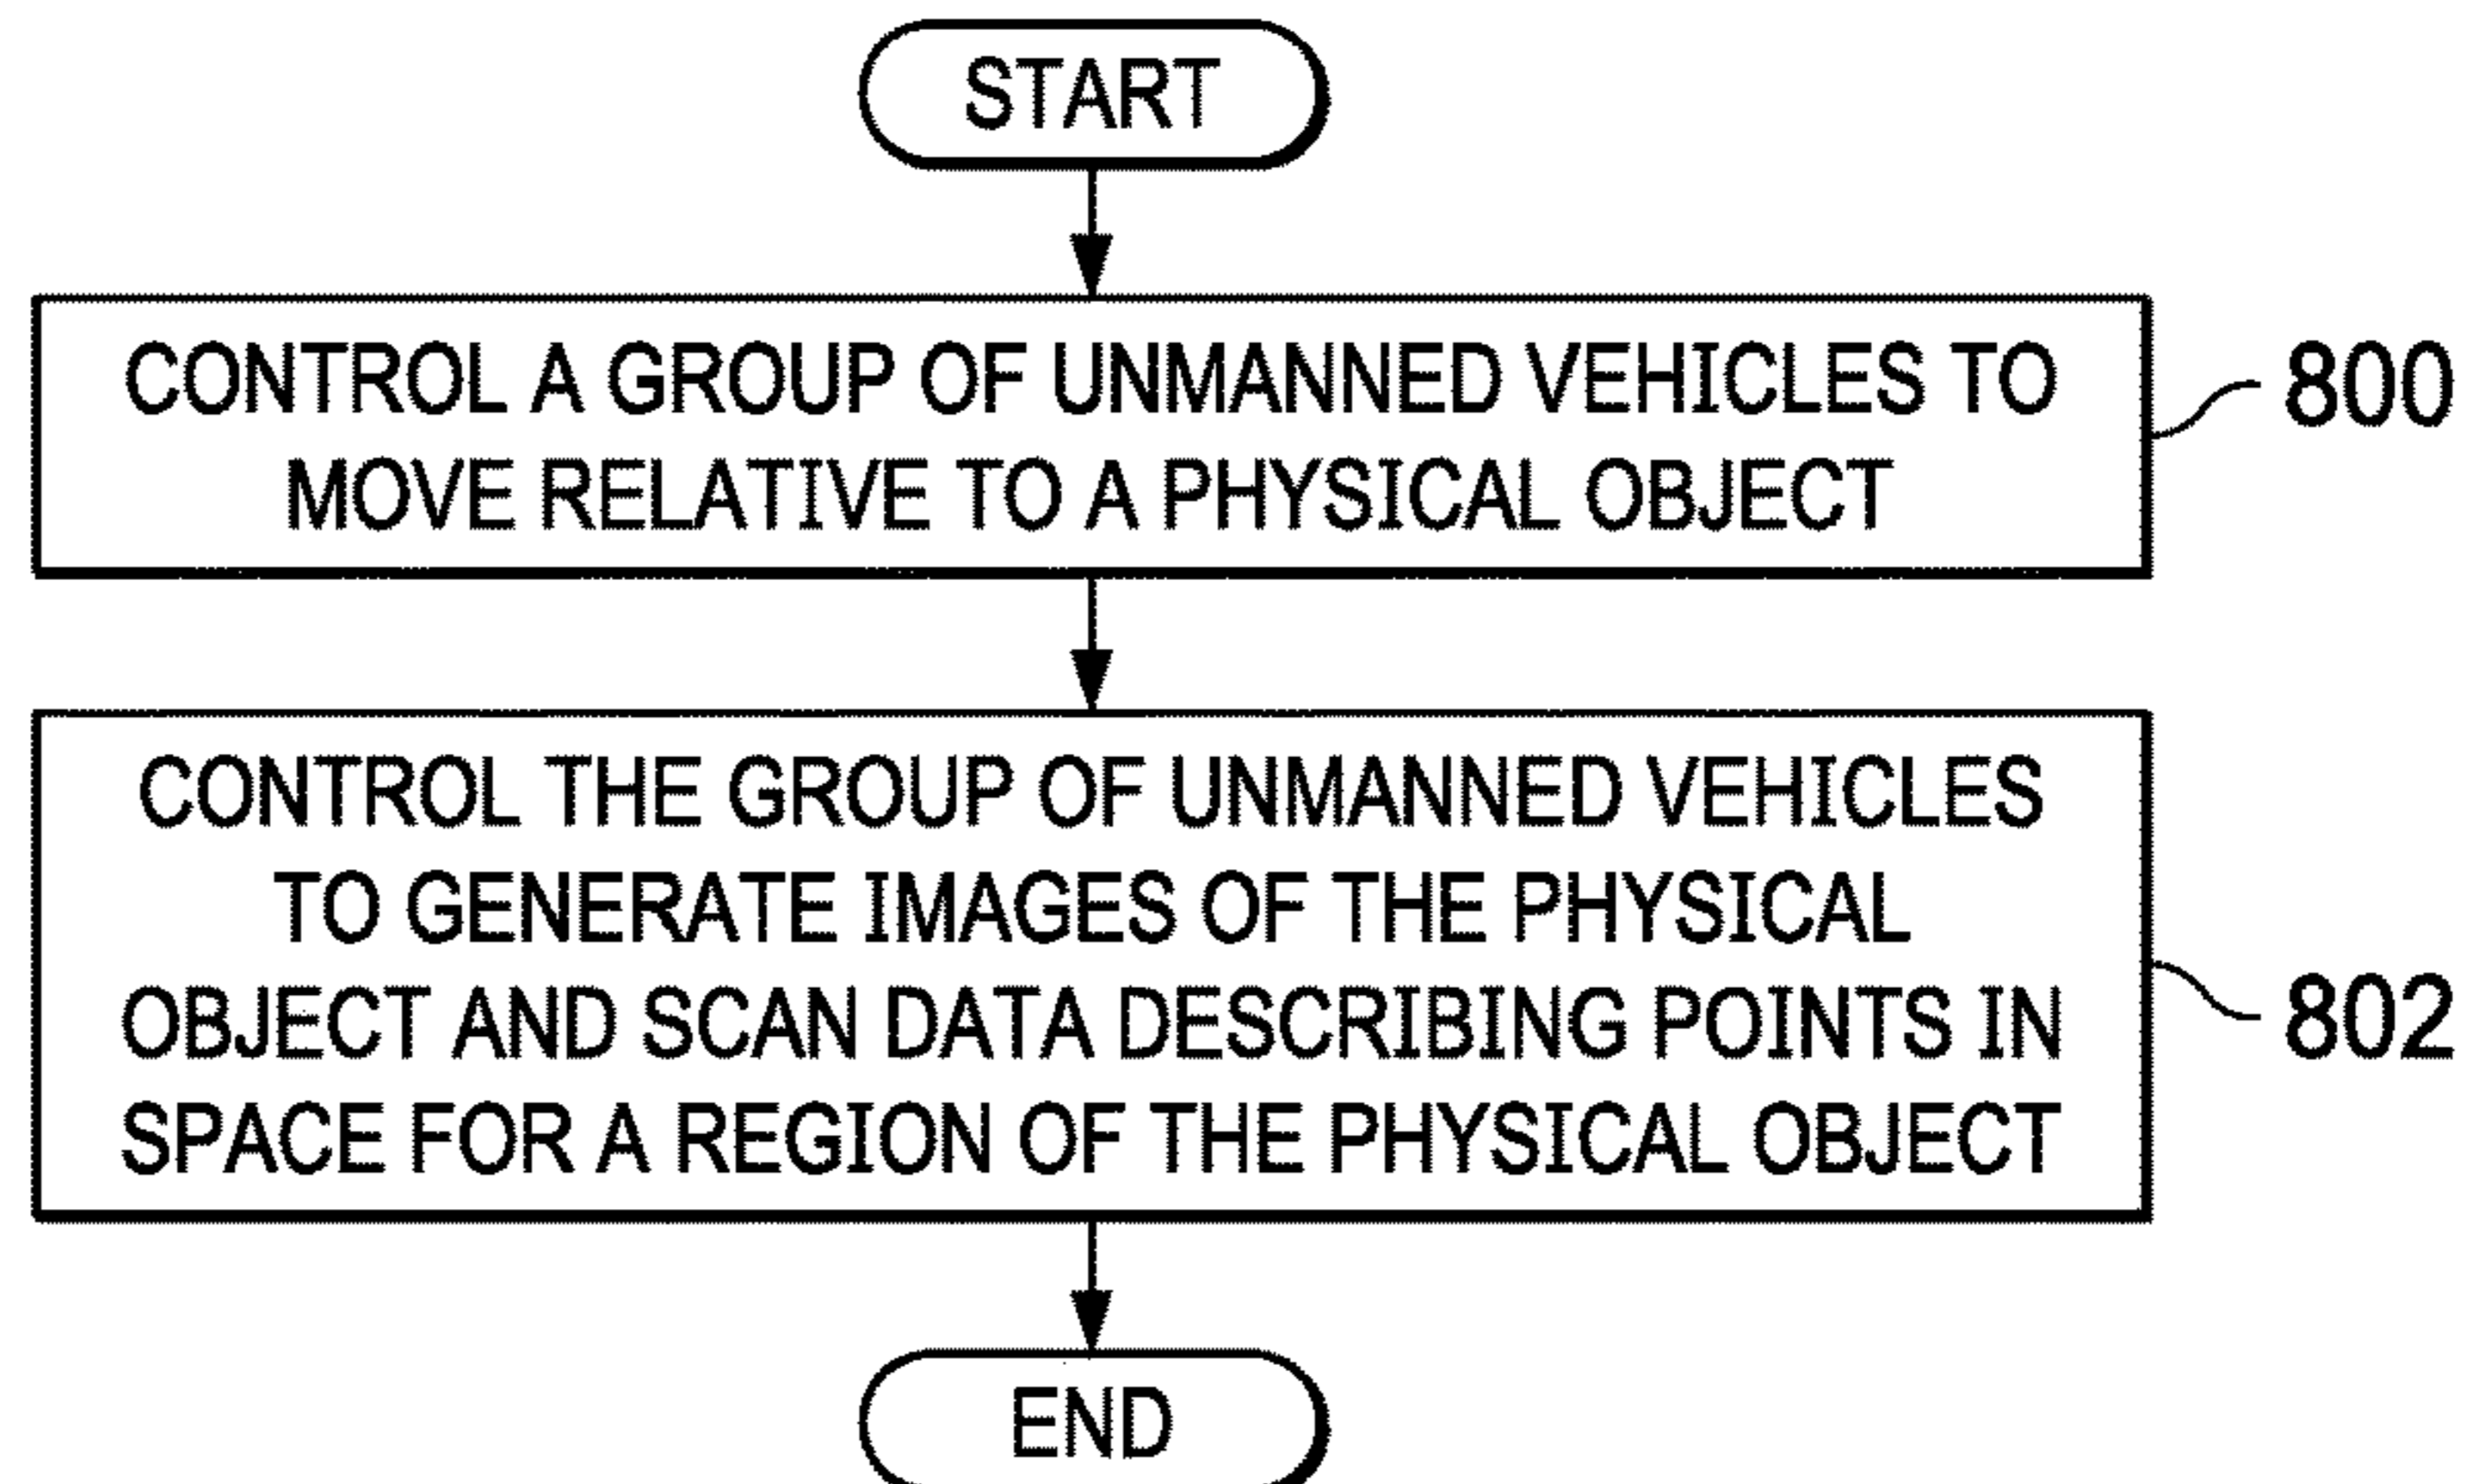 START
CONTROL A GROUP OF UNMANNED VEHICLES TO
MOVE RELATIVE TO A PHYSICAL OBJECT
800
CONTROL THE GROUP OF UNMANNED VEHICLES
TO GENERATE IMAGES OF THE PHYSICAL
OBJECT AND SCAN DATA DESCRIBING POINTS IN
SPACE FOR A REGION OF THE PHYSICAL OBJECT
802
END